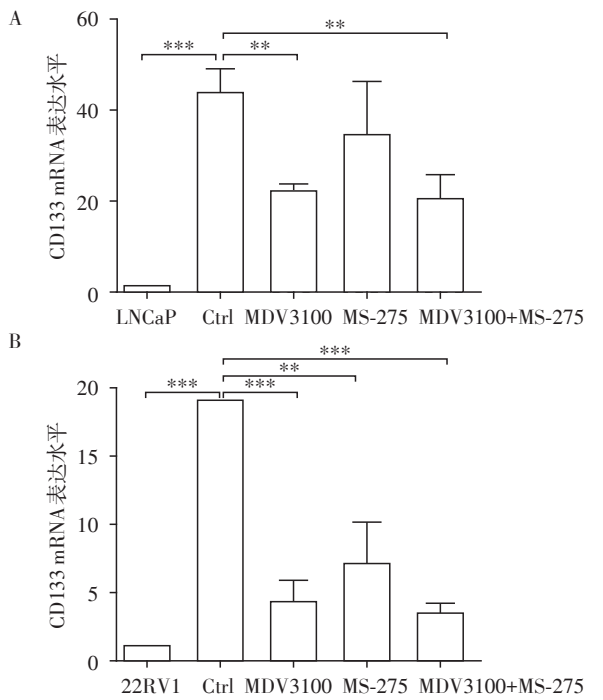 A
60
**
***
**
40
20
0
CD133 mRNA 表达水平
LNCaP Ctrl MDV3100 MS-275 MDV3100+MS-275
B
***
**
20
***
***
15
10
5
0
CD133 mRNA 表达水平
22RV1 Ctrl MDV3100 MS-275 MDV3100+MS-275